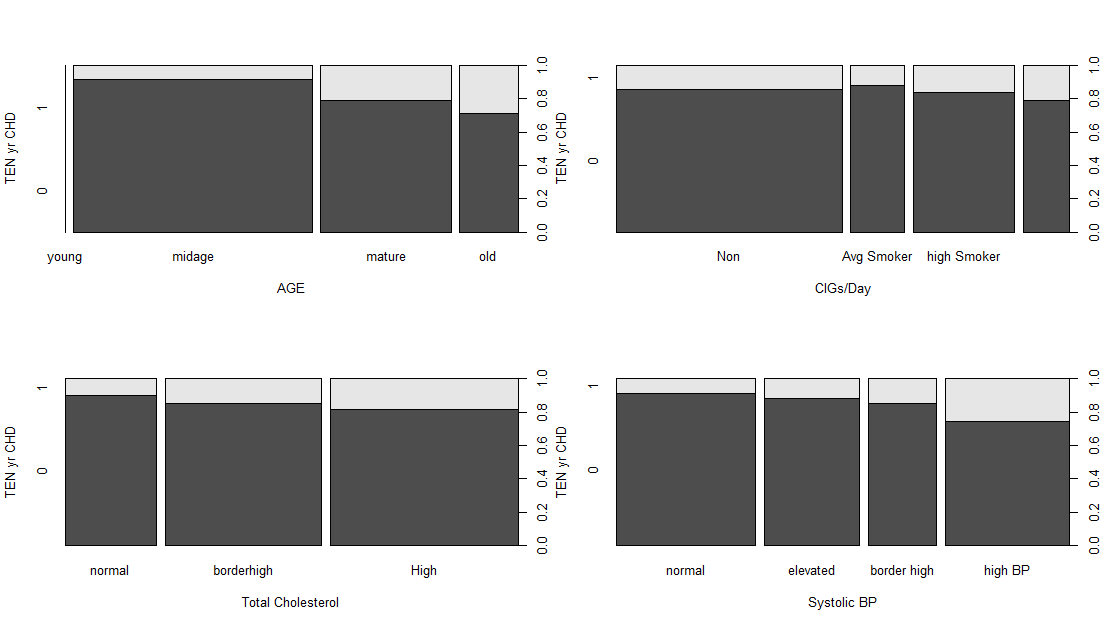 TEN yr CHD
0 1
0.0 0.2 0.4 0.6 0.8 1.0
young midage mature old
AGE
TEN yr CHD
0 1
0.0 0.2 0.4 0.6 0.8 1.0
Non Avg Smoker high Smoker
CIGs/Day
TEN yr CHD
0 1
0.0 0.2 0.4 0.6 0.8 1.0
normal borderhigh High
Total Cholesterol
TEN yr CHD
0 1
0.0 0.2 0.4 0.6 0.8 1.0
normal elevated border high high BP
Systolic BP